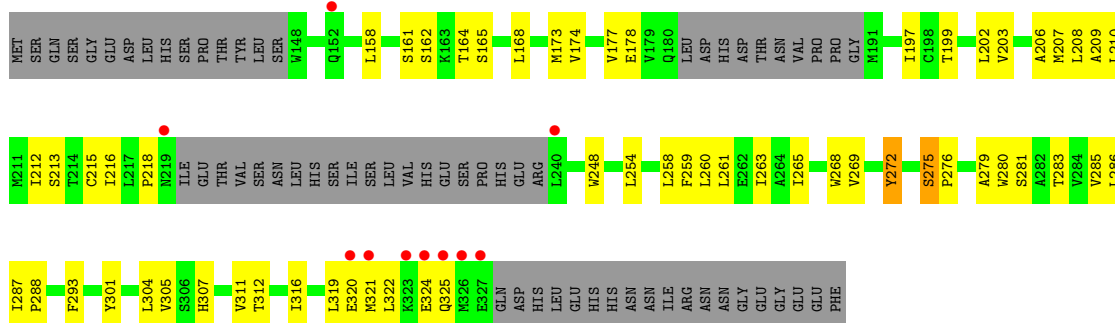 MET SER GLN SER GLY GLU ASP LEU HIS SER PRO THR TYR LEU SER W148 Q152 L158 S161 S162 K163 T164 S165 L168 M173 V174 V177 E178 V179 Q180 LEU ASP HIS ASP THR ASN VAL PRO PRO GLY M191 I197 C198 T199 L202 V203 A206 M207 L208 A209 L210
M211 I212 S213 T214 C215 I216 L217 P218 N219 ILE GLU THR VAL SER ASN LEU HIS SER ILE SER LEU VAL HIS GLU SER PRO HIS GLU ARG L240 W248 L254 L258 F259 L260 L261 E262 I263 A264 I265 W268 V269 Y272 S275 P276 A279 W280 S281 A282 T283 V284 V285 L286
I287 P288 F293 Y301 L304 V305 S306 H307 V311 T312 I316 L319 E320 M321 L322 K323 E324 Q325 M326 E327 GLN ASP HIS LEU GLU HIS HIS ASN ASN ILE ARG ASN ASN GLY GLU GLY GLU GLU PHE